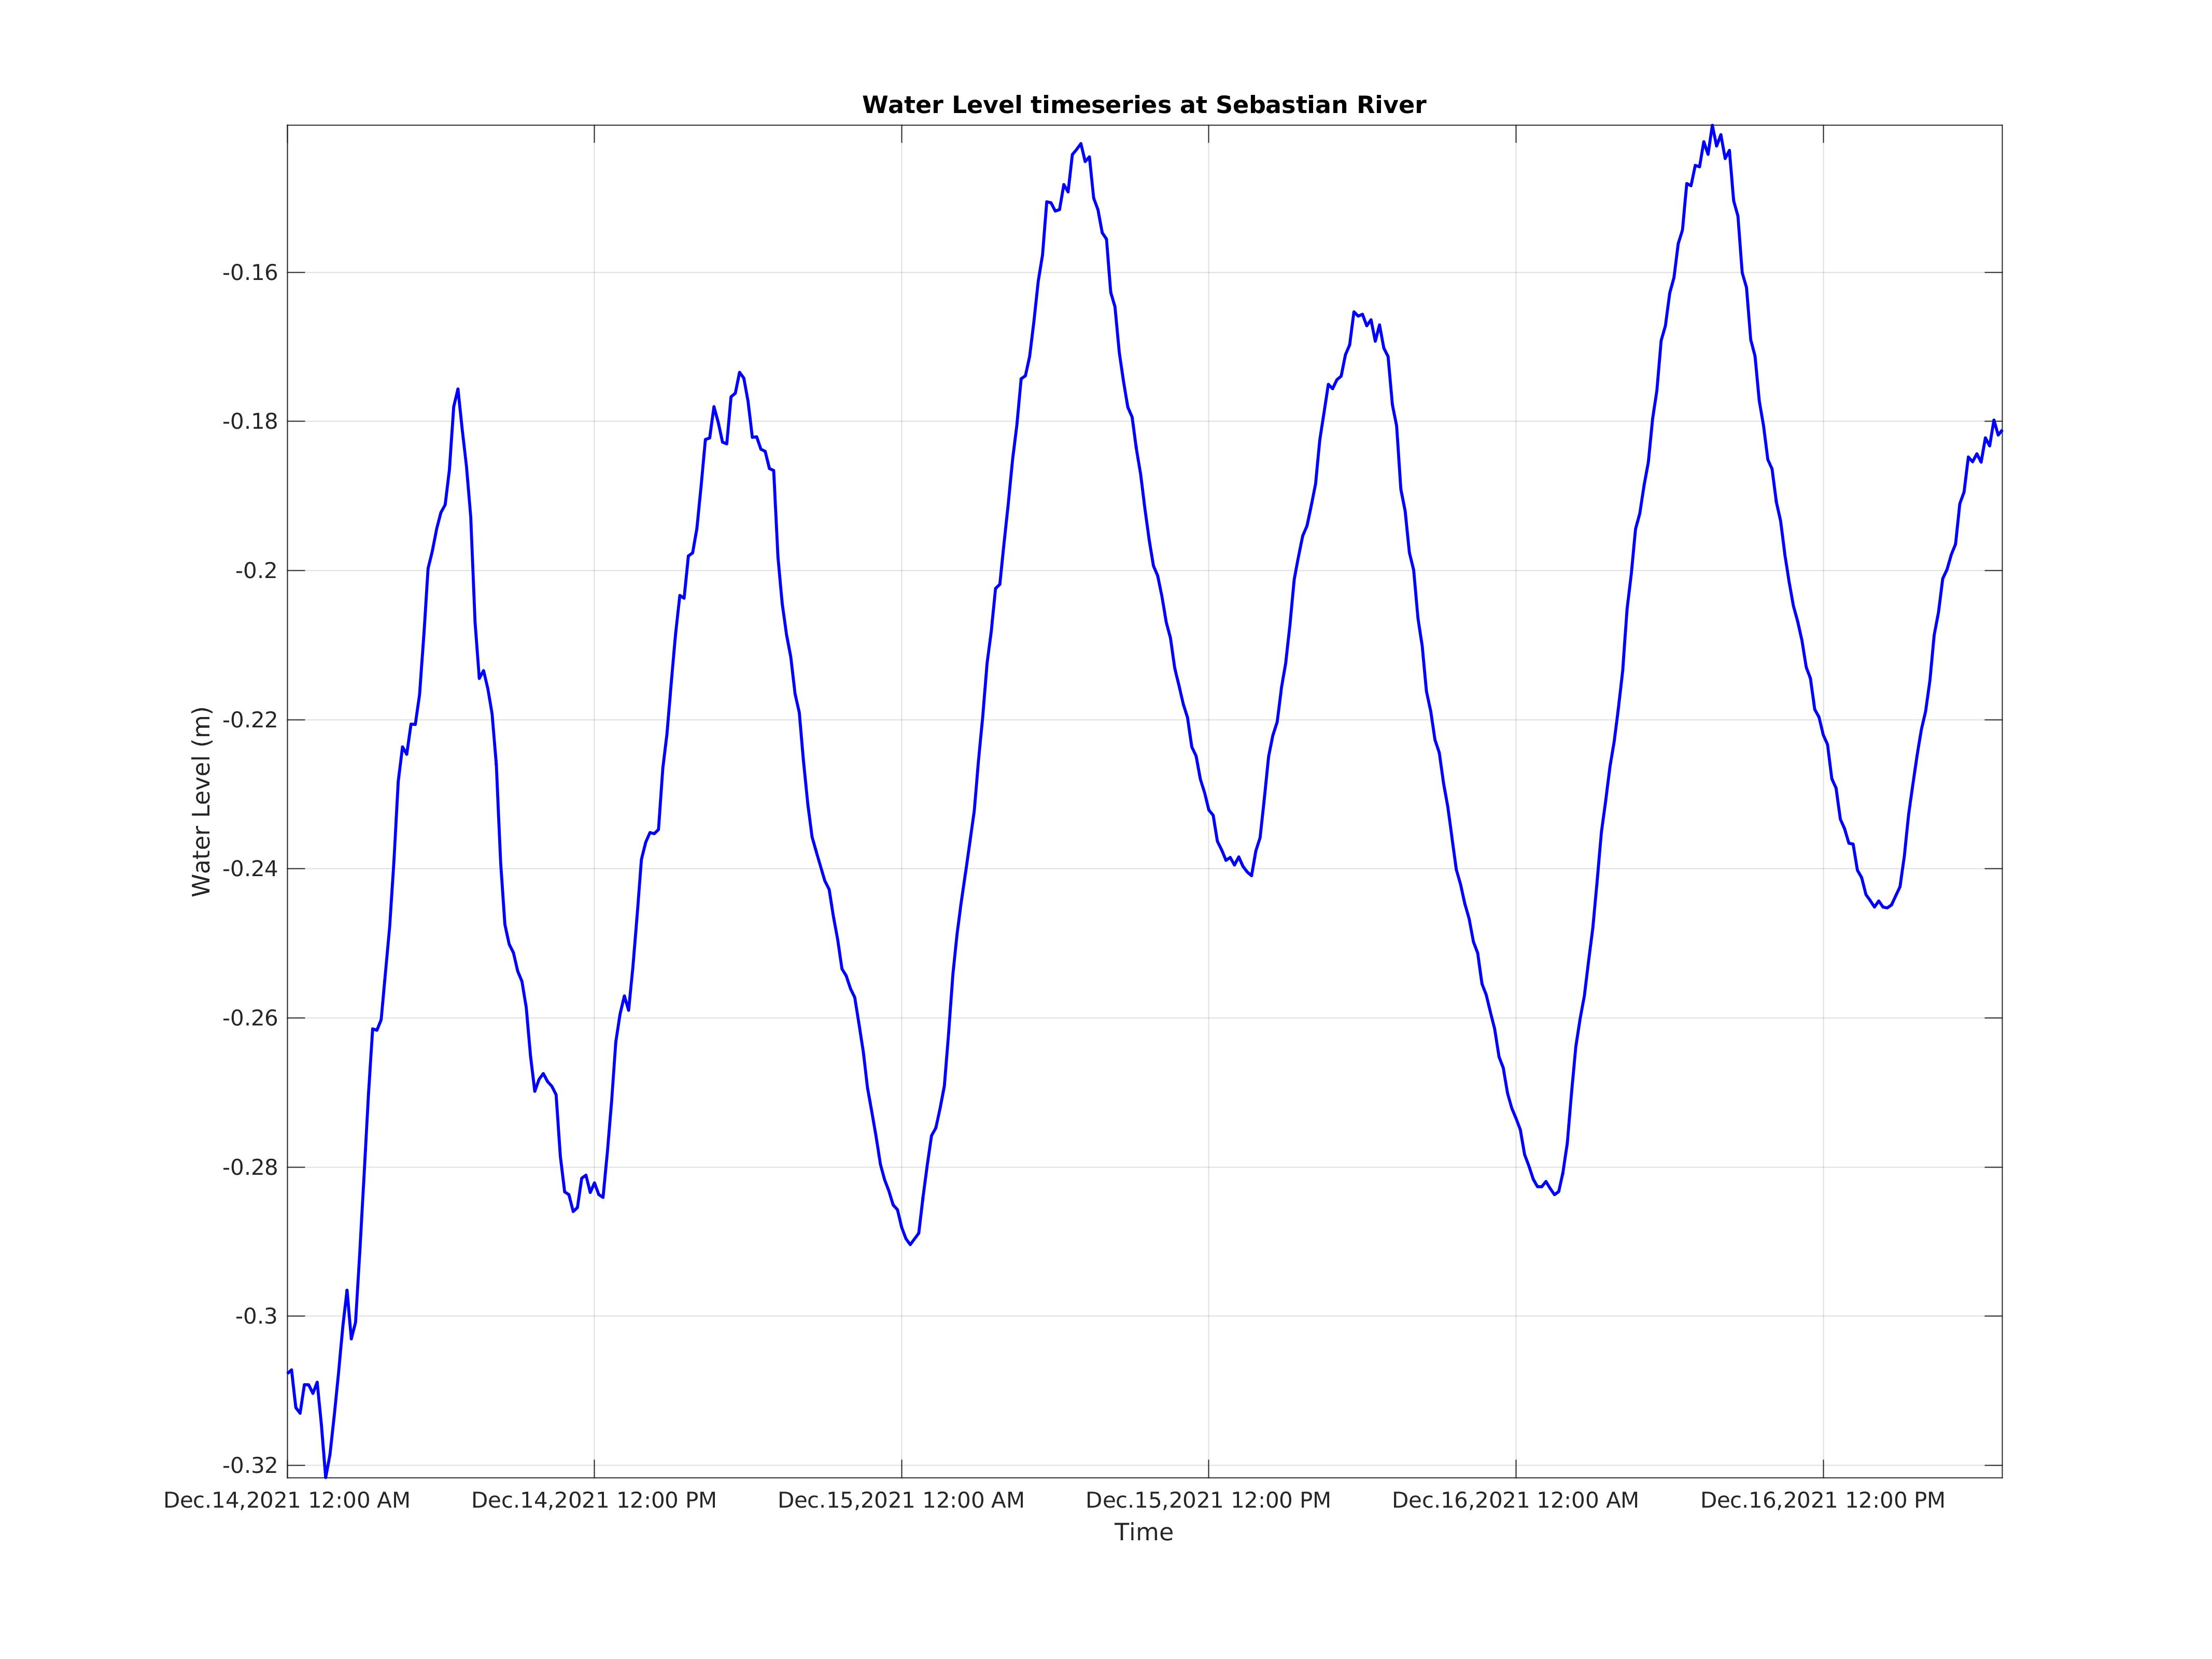 Water Level timeseries at Sebastian River
-0.16
-0.18
-0.2
-0.22
-0.24
-0.26
-0.28
-0.3
-0.32
Water Level (m)
Dec.14,2021 12:00 AM
Dec.14,2021 12:00 PM
Dec.15,2021 12:00 AM
Dec.15,2021 12:00 PM
Dec.16,2021 12:00 AM
Dec.16,2021 12:00 PM
Time